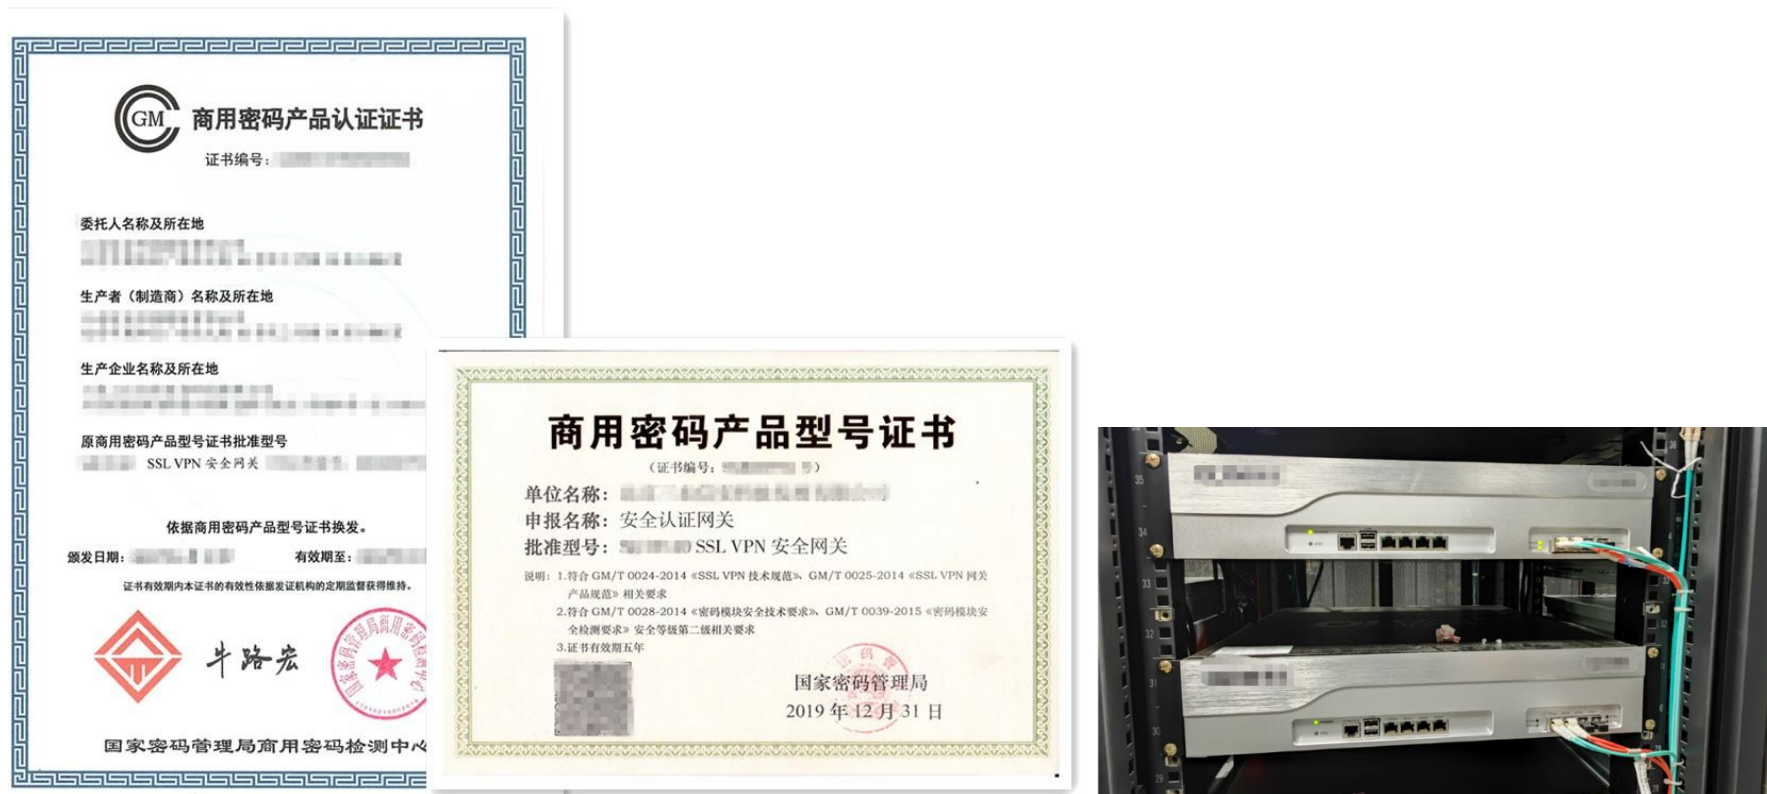 GM
商用密码产品认证证书
证书编号：
委托人名称及所在地
生产者（制造商）名称及所在地
生产企业名称及所在地
原商用密码产品型号证书批准型号
SSL VPN 安全网关
依据商用密码产品型号证书换发。
颁发日期：
有效期至：
证书有效期内本证书的有效性依据发证机构的定期监督获得维持。
牛路宏
国家密码管理局商用密码检测中心
商用密码产品型号证书
（证书编号： 号）
单位名称：
申报名称：安全认证网关
批准型号： SSL VPN 安全网关
说明：1.符合 GM/T 0024-2014《SSL VPN 技术规范》、GM/T 0025-2014《SSL VPN 网关
产品规范》相关要求
2.符合 GM/T 0028-2014《密码模块安全技术要求》、GM/T 0039-2015《密码模块安
全检测要求》安全等级第二级相关要求
3.证书有效期五年
国家密码管理局
2019 年 12 月 31 日
35
34
33
32
31
30
29